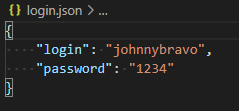 {} login.json > ...
{
    "login": "johnnybravo",
    "password": "1234"
}